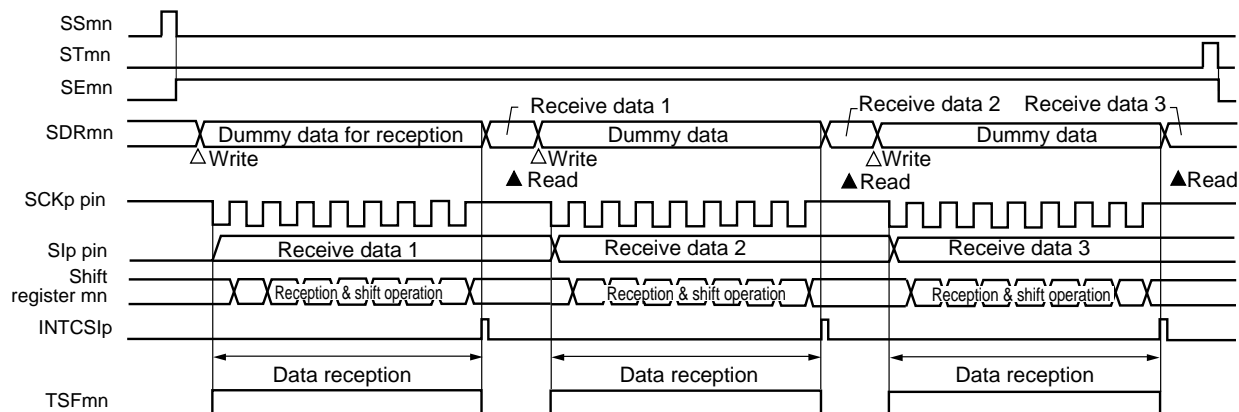 SSmn
STmn
SEmn
Receive data 1
Receive data 2
Receive data 3
SDRmn
Dummy data for reception
Dummy data
Dummy data
△Write
△Write
△Write
▲Read
▲Read
▲Read
SCKp pin
SIp pin
Receive data 1
Receive data 2
Receive data 3
Shift
register mn
Reception & shift operation
Reception & shift operation
Reception & shift operation
INTCSIp
Data reception
Data reception
Data reception
TSFmn